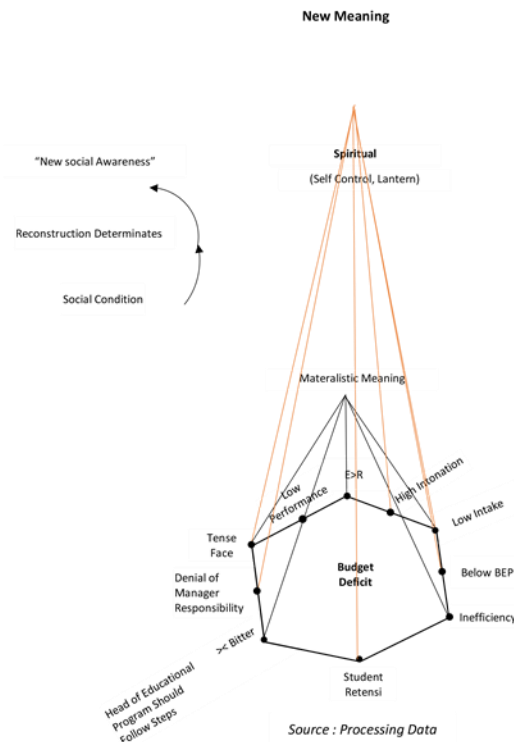 New Meaning
Spiritual
(Self Control, Lantern)
“New social Awareness”
Reconstruction Determinates
Social Condition
Materalistic Meaning
E>R
Low
Performance
High Intonation
Low Intake
Tense
Face
Budget
Deficit
Below BEP
Denial of
Manager
Responsibility
Inefficiency
>< Bitter
Head of Educational
Program Should
Follow Steps
Student
Retensi
Source : Processing Data